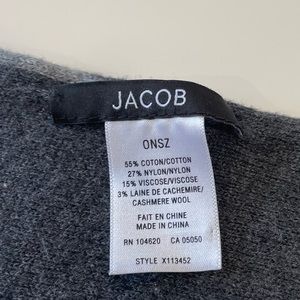 JACOB
ONSZ
55% COTON/COTTON
27% NYLON/NYLON
15% VISCOSE/VISCOSE
3% LAINE DE CACHEMIRE/
CASHMERE WOOL
FAIT EN CHINE
MADE IN CHINA
RN 104620 CA 05050
STYLE X113452